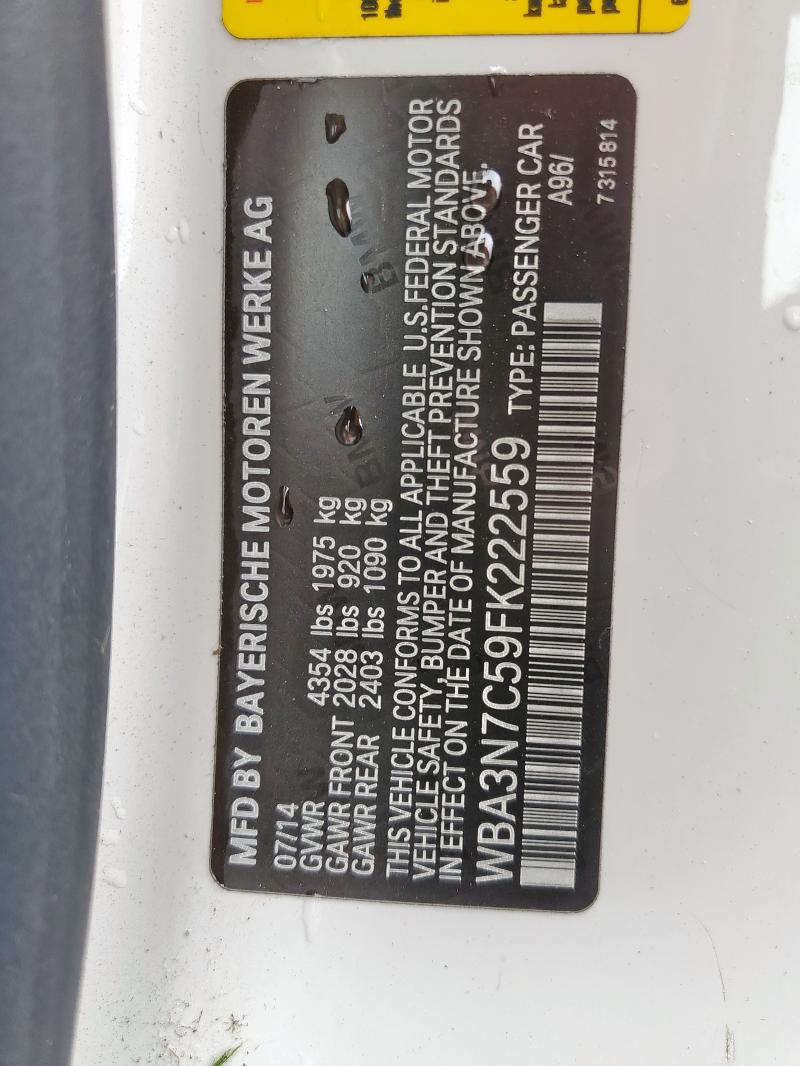 MFD BY BAYERISCHE MOTOREN WERKE AG
07/14
GVWR 4354 lbs 1975 kg
GAWR FRONT 2028 lbs 920 kg
GAWR REAR 2403 lbs 1090 kg
THIS VEHICLE CONFORMS TO ALL APPLICABLE U.S.FEDERAL MOTOR
VEHICLE SAFETY, BUMPER AND THEFT PREVENTION STANDARDS
IN EFFECT ON THE DATE OF MANUFACTURE SHOWN ABOVE.
WBA3N7C59FK222559 TYPE: PASSENGER CAR
A96/
7 315 814